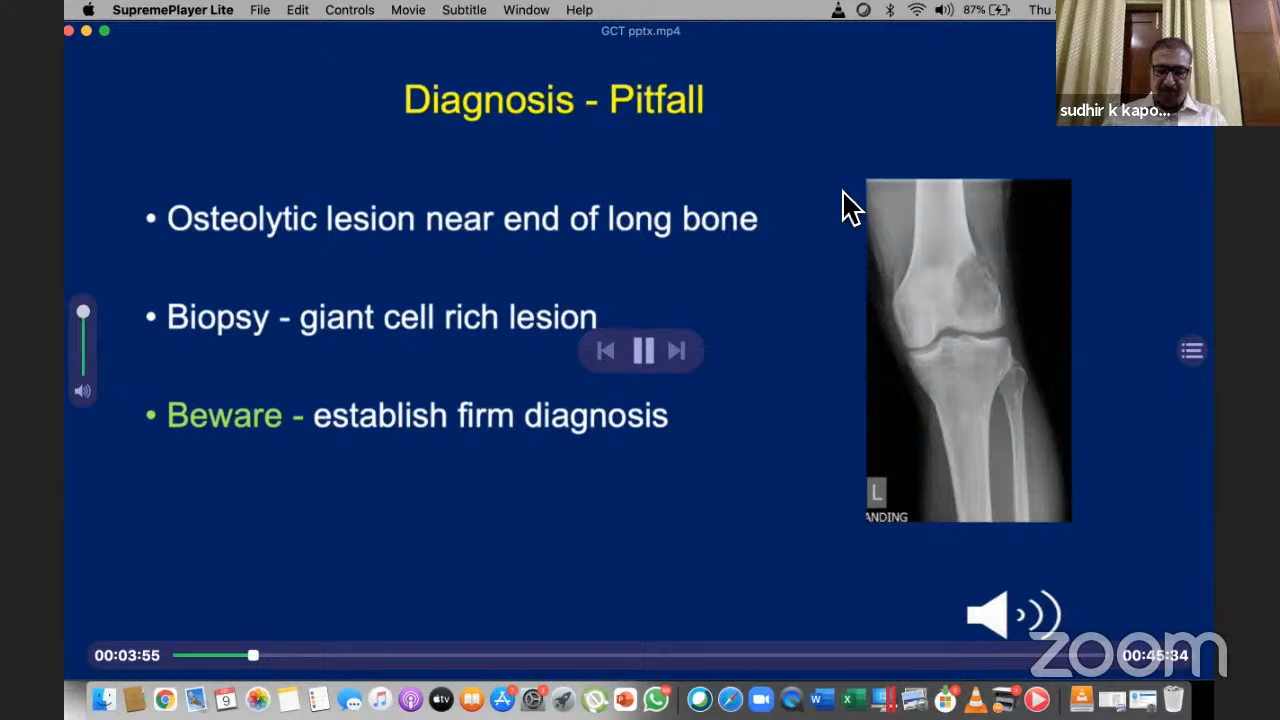 SupremePlayer Lite File Edit Controls Movie Subtitle Window Help 87% Thu
GCT pptx.mp4
sudhir k kapo...
Diagnosis - Pitfall
• Osteolytic lesion near end of long bone
• Biopsy - giant cell rich lesion
• Beware - establish firm diagnosis
L
ANDING
zoom
00:03:55
00:45:34
9
tv
W
X